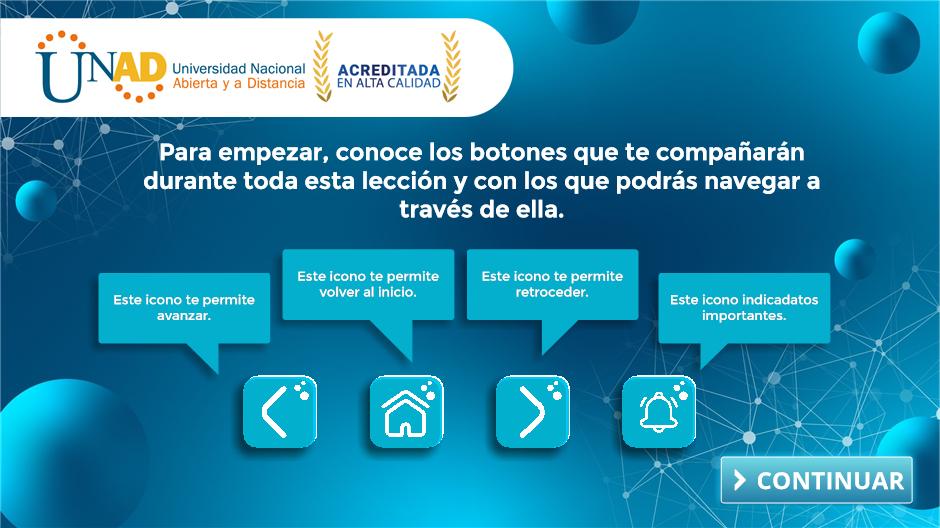 UNAD
Universidad Nacional
Abierta y a Distancia
ACREDITADA
EN ALTA CALIDAD
Para empezar, conoce los botones que te compañarán
durante toda esta lección y con los que podrás navegar a
través de ella.
Este icono te permite
avanzar.
Este icono te permite
volver al inicio.
Este icono te permite
retroceder.
Este icono indicadatos
importantes.
CONTINUAR